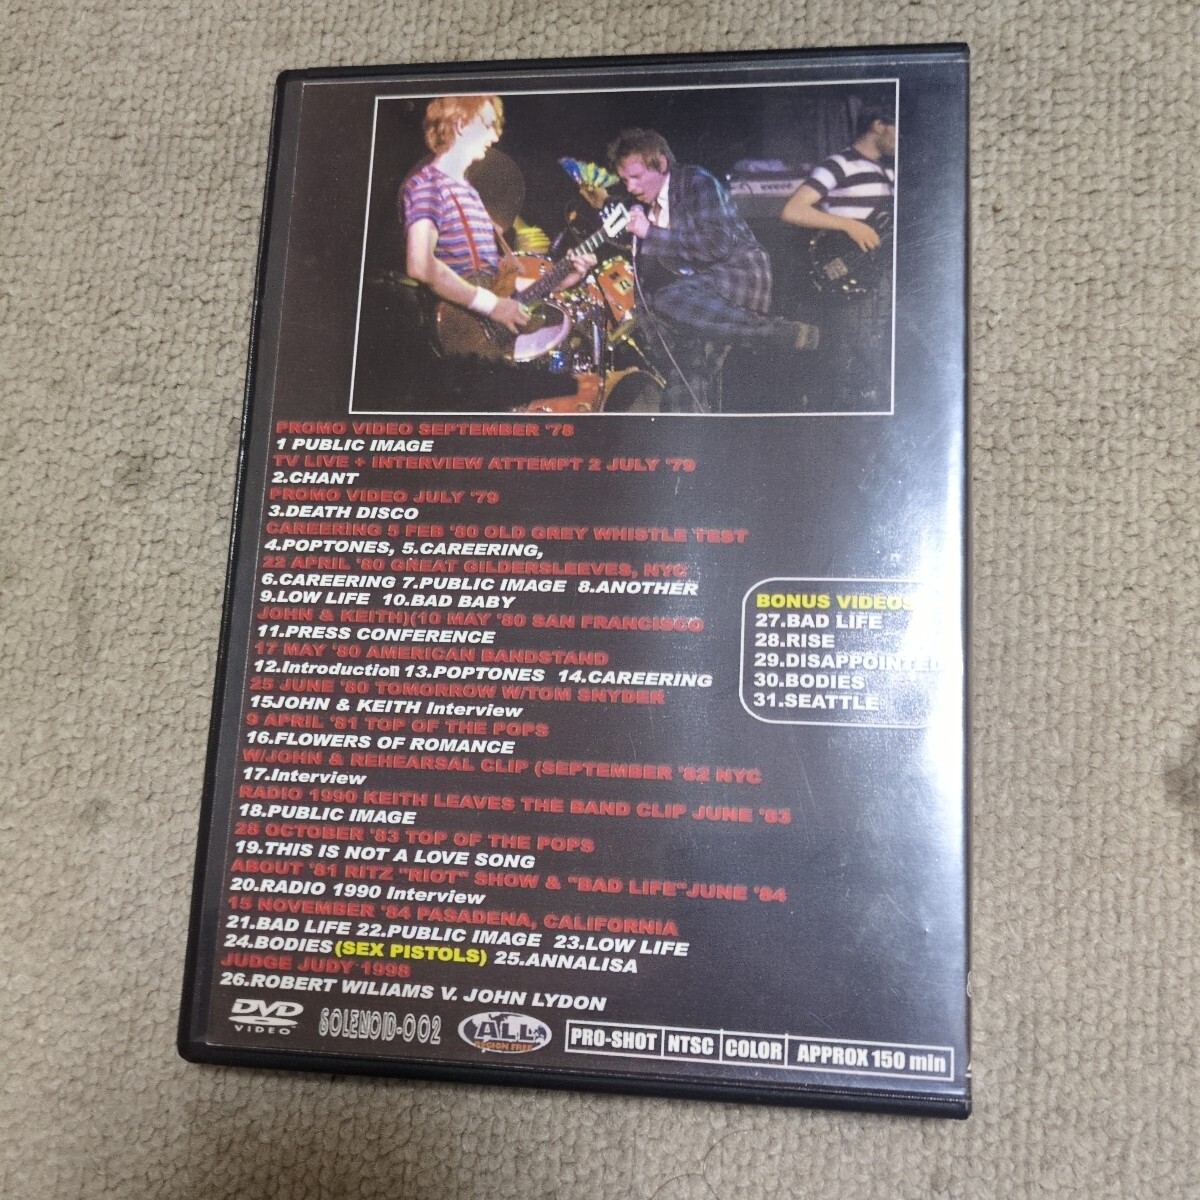 PROMO VIDEO SEPTEMBER '78
1 PUBLIC IMAGE
TV LIVE + INTERVIEW ATTEMPT 2 JULY '79
2.CHANT
PROMO VIDEO JULY '79
3.DEATH DISCO
CAREERING 5 FEB '80 OLD GREY WHISTLE TEST
4.POPTONES, 5.CAREERING,
22 APRIL '80 GREAT GILDERSLEEVES, NYC
6.CAREERING 7.PUBLIC IMAGE 8.ANOTHER
9.LOW LIFE 10.BAD BABY
JOHN & KEITH)(10 MAY '80 SAN FRANCISCO
11.PRESS CONFERENCE
17 MAY '80 AMERICAN BANDSTAND
12.Introduction 13.POPTONES 14.CAREERING
25 JUNE '80 TOMORROW W/TOM SNYDER
15JOHN & KEITH Interview
9 APRIL '81 TOP OF THE POPS
16.FLOWERS OF ROMANCE
W/JOHN & REHEARSAL CLIP (SEPTEMBER '82 NYC
17.Interview
RADIO 1990 KEITH LEAVES THE BAND CLIP JUNE '83
18.PUBLIC IMAGE
28 OCTOBER '83 TOP OF THE POPS
19.THIS IS NOT A LOVE SONG
ABOUT '81 RITZ "RIOT" SHOW & "BAD LIFE"JUNE '84
20.RADIO 1990 Interview
15 NOVEMBER '84 PASADENA, CALIFORNIA
21.BAD LIFE 22.PUBLIC IMAGE 23.LOW LIFE
24.BODIES(SEX PISTOLS) 25.ANNALISA
JUDGE JUDY 1998
26.ROBERT WILIAMS V. JOHN LYDON
BONUS VIDEOS
27.BAD LIFE
28.RISE
29.DISAPPOINTED
30.BODIES
31.SEATTLE
DVD
VIDEO
SOLENOID-002
ALL
REGION FREE
PRO-SHOT NTSC COLOR APPROX 150 min